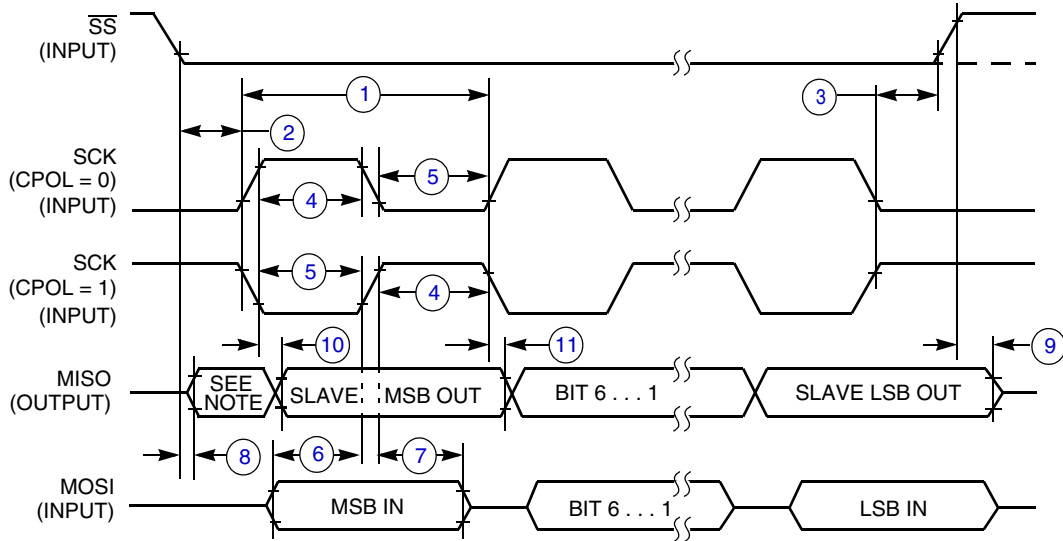 SS
(INPUT)
1
3
2
SCK
(CPOL = 0)
(INPUT)
5
4
SCK
(CPOL = 1)
(INPUT)
5
4
10
11
9
MISO
(OUTPUT)
SEE
NOTE
SLAVE
MSB OUT
BIT 6 . . . 1
SLAVE LSB OUT
8
6
7
MOSI
(INPUT)
MSB IN
BIT 6 . . . 1
LSB IN